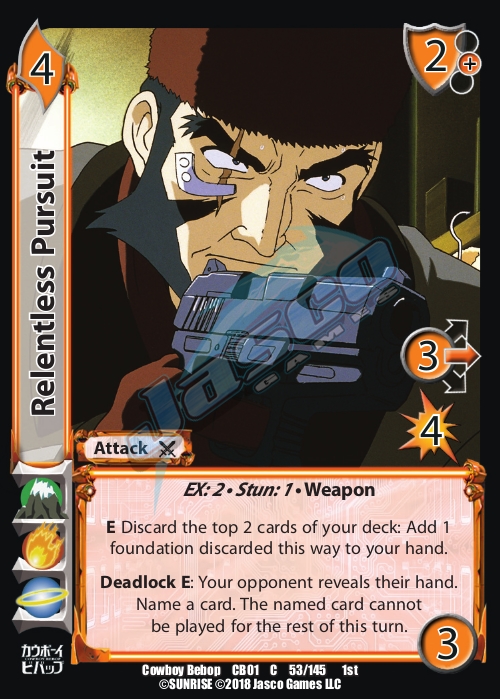 4
2
+
Relentless Pursuit
Jasco
GAMES
3
4
Attack
EX: 2 • Stun: 1 • Weapon
E Discard the top 2 cards of your deck: Add 1
foundation discarded this way to your hand.
Deadlock E: Your opponent reveals their hand.
Name a card. The named card cannot
be played for the rest of this turn.
3
カウボーイ
ビバップ
Cowboy Bebop CB01 C 53/145 1st
©SUNRISE ©2018 Jasco Games LLC